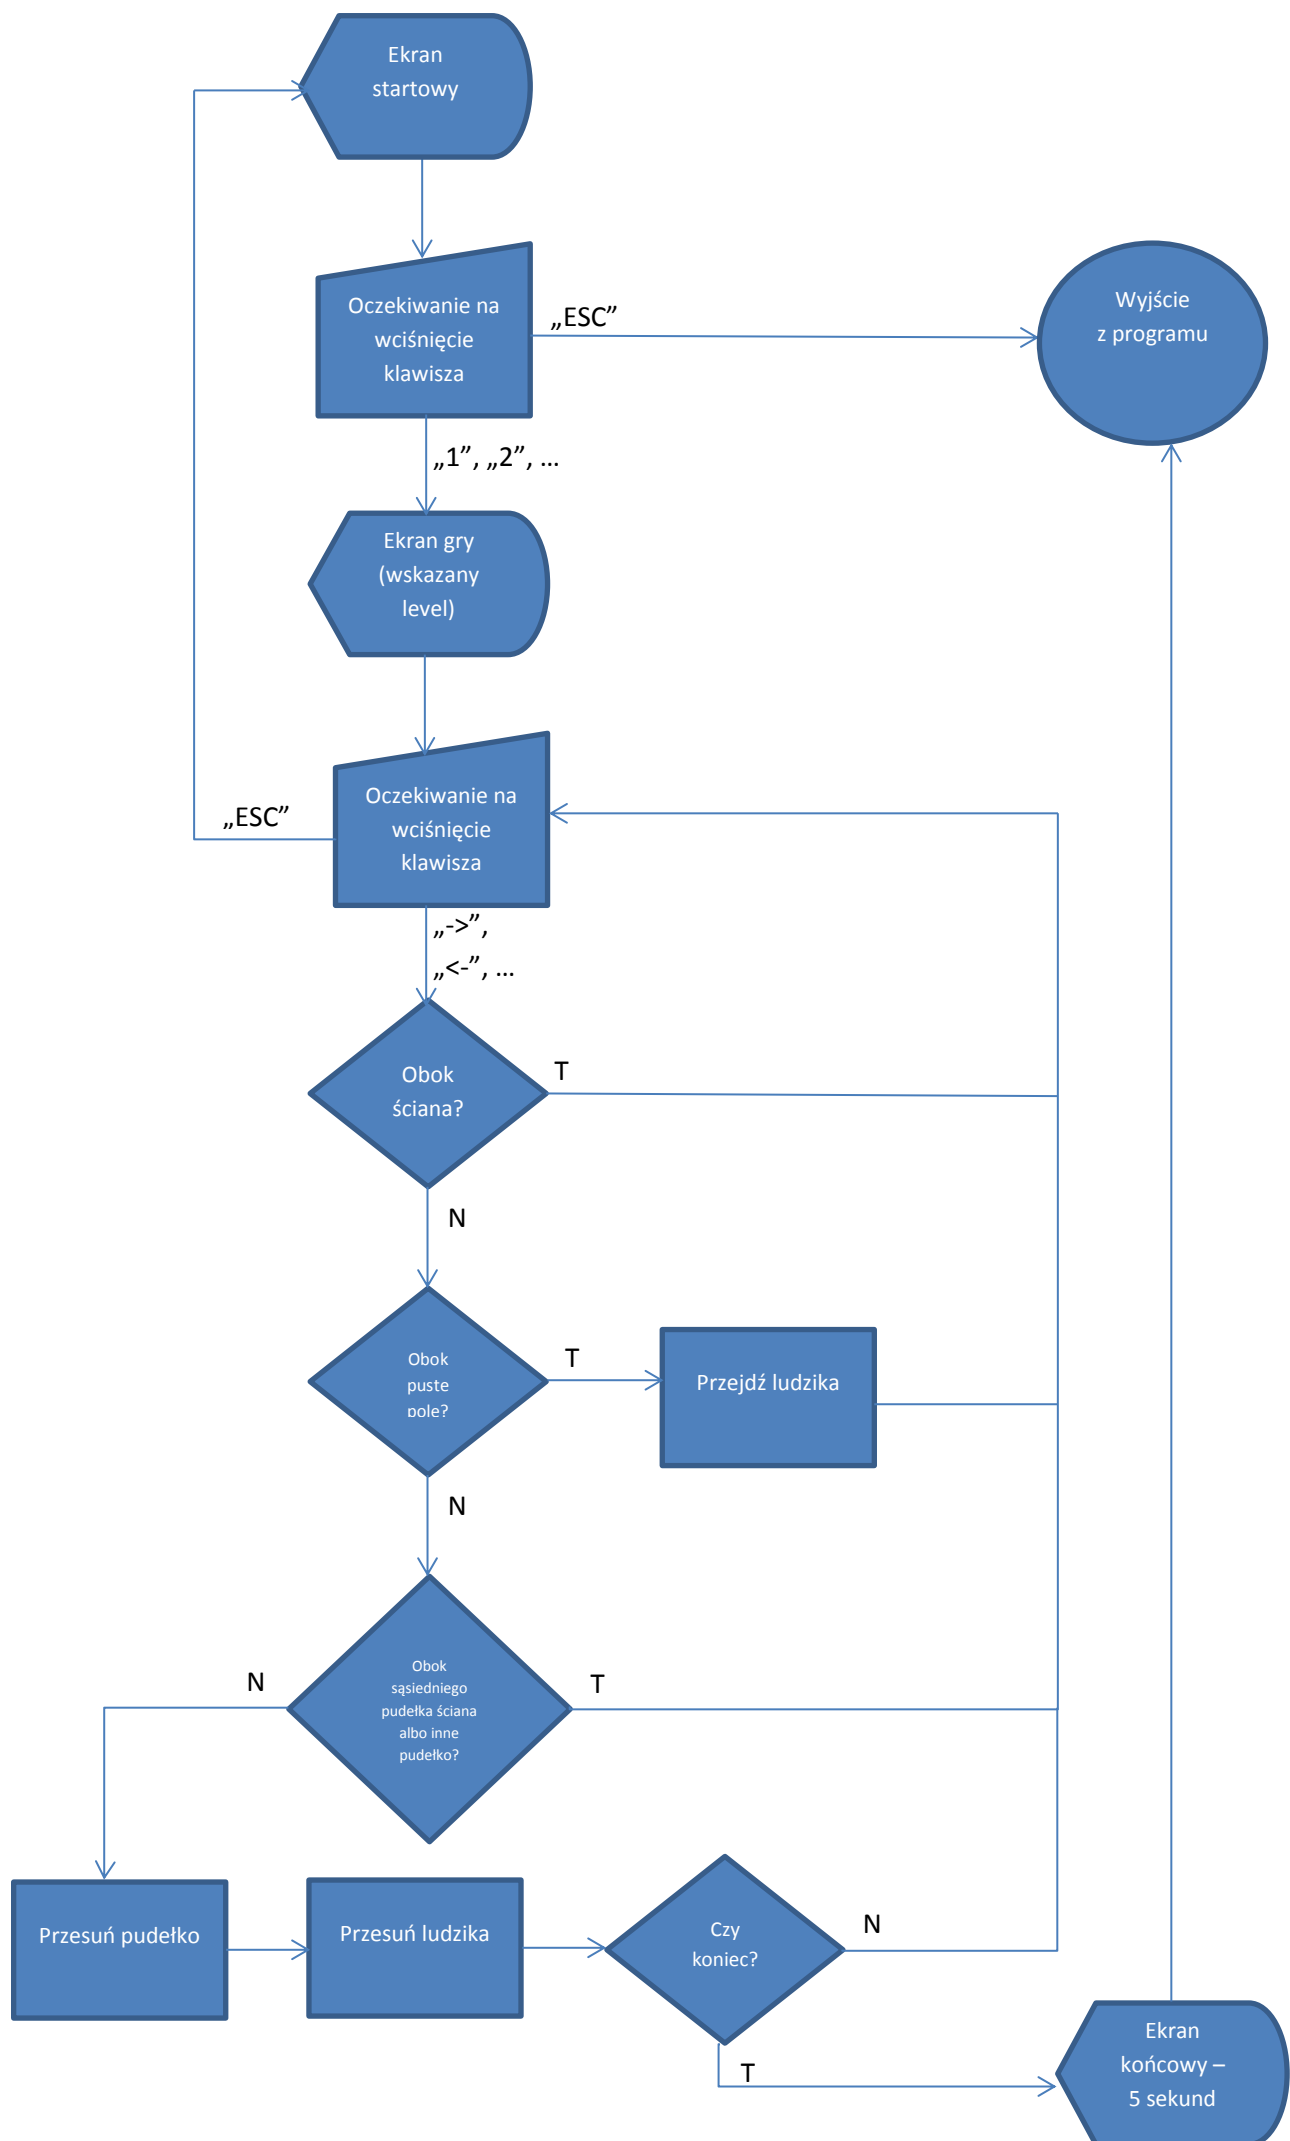 Ekran
startowy
Oczekiwanie na
wciśnięcie
klawisza
„ESC”
Wyjście
z programu
„1”, „2”, ...
Ekran gry
(wskazany
level)
Oczekiwanie na
wciśnięcie
klawisza
„ESC”
„->”,
„<-”, ...
Obok
ściana?
T
N
Obok
puste
pole?
T
Przejdź ludzika
N
Obok
sąsiedniego
pudełka ściana
albo inne
pudełko?
N
T
Przesuń pudełko
Przesuń ludzika
Czy
koniec?
N
T
Ekran
końcowy –
5 sekund